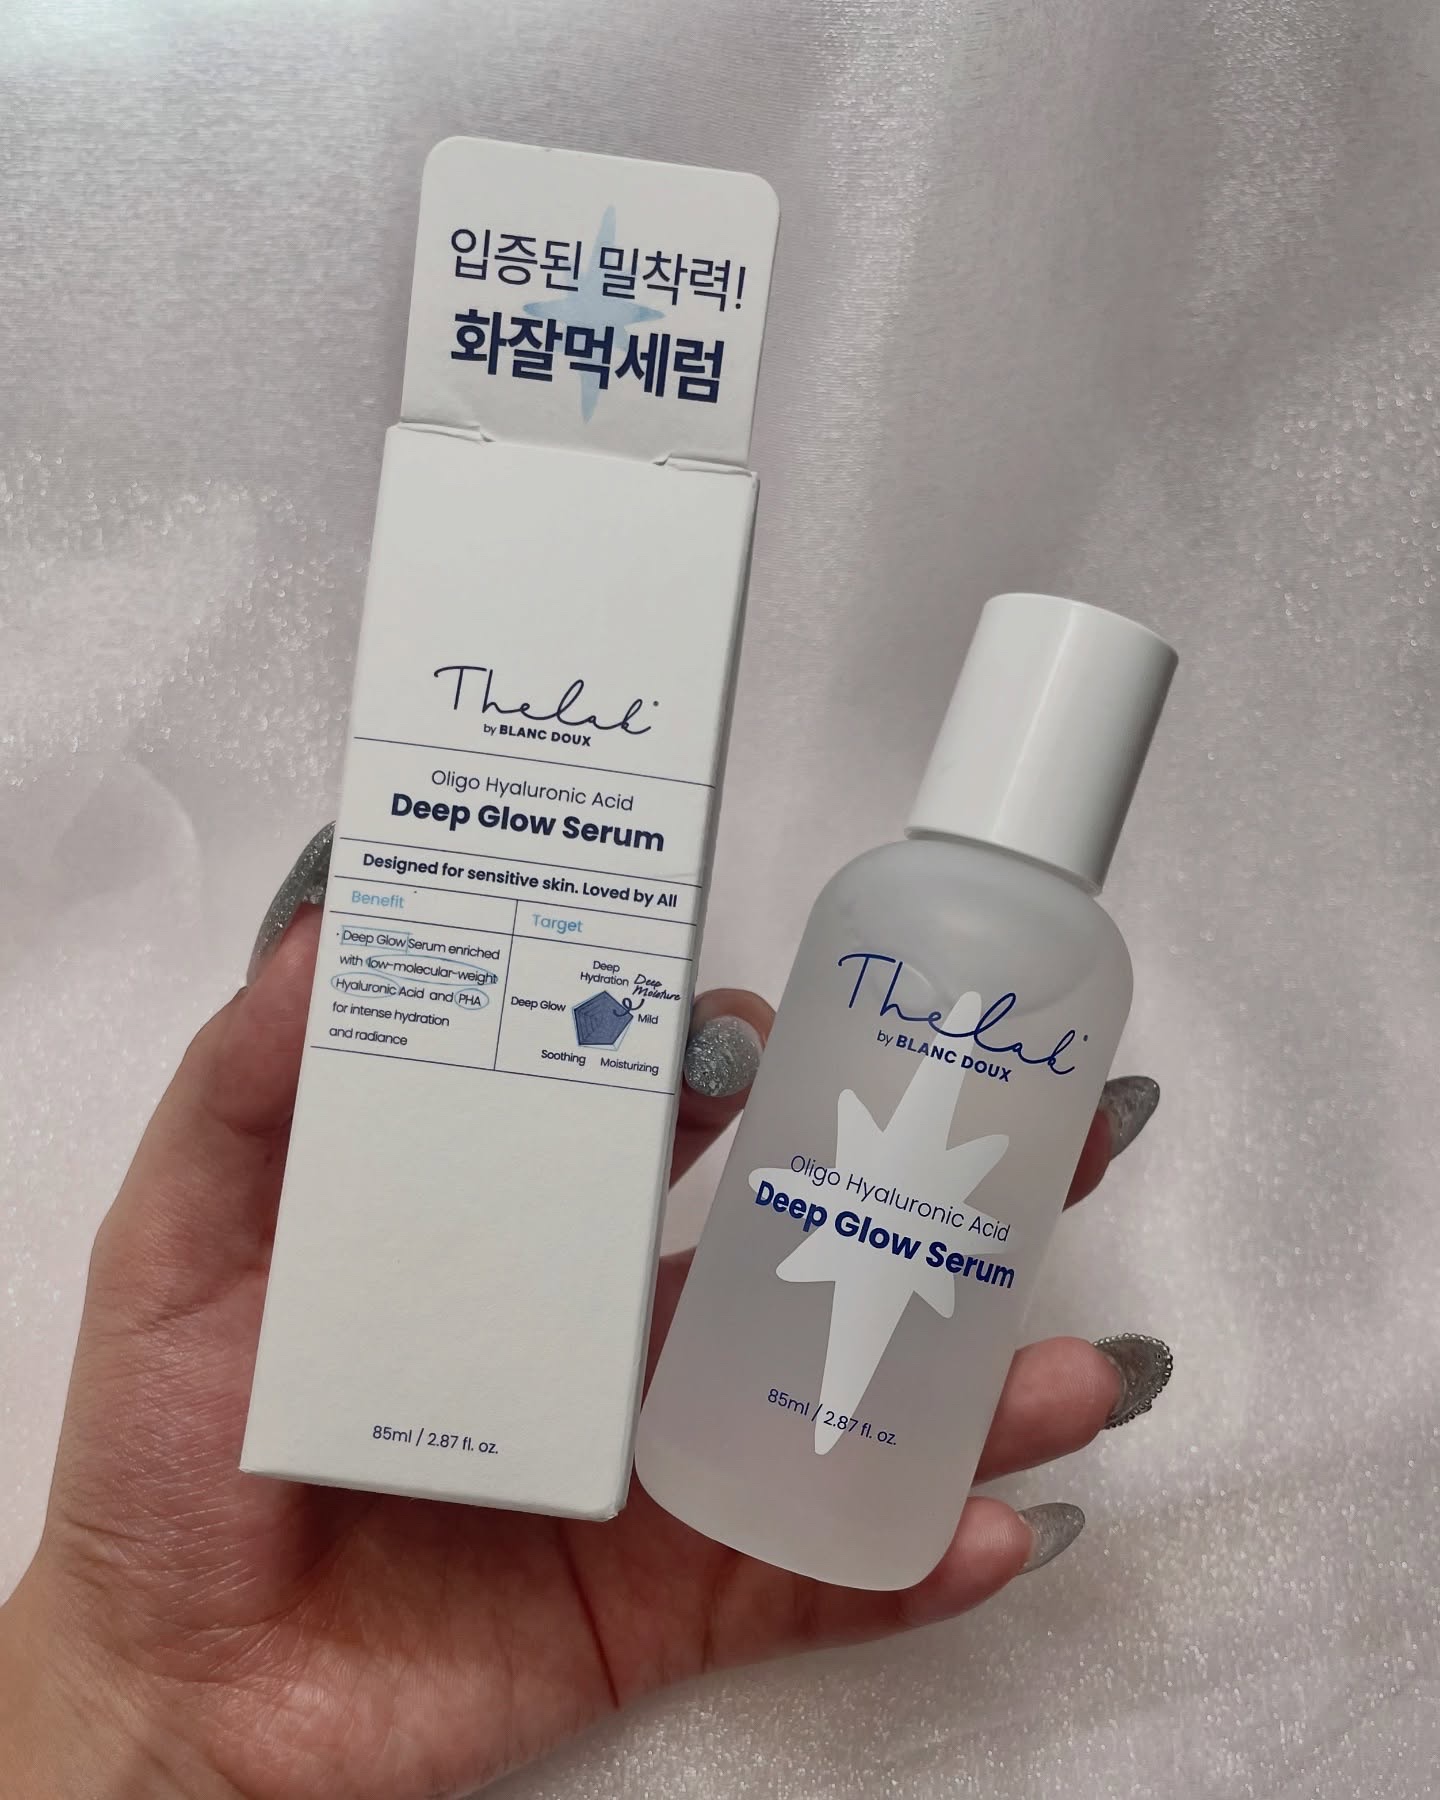 입증된 밀착력!
화잘먹세럼
Thelab
by BLANC DOUX
Oligo Hyaluronic Acid
Deep Glow Serum
Designed for sensitive skin. Loved by All
Benefit
· Deep Glow Serum enriched
with low-molecular-weight
Hyaluronic Acid and PHA
for intense hydration
and radiance
Target
Deep
Hydration
Deep
Moisture
Deep Glow
Mild
Soothing
Moisturizing
85ml / 2.87 fl. oz.
Thelab
by BLANC DOUX
Oligo Hyaluronic Acid
Deep Glow Serum
85ml / 2.87 fl. oz.